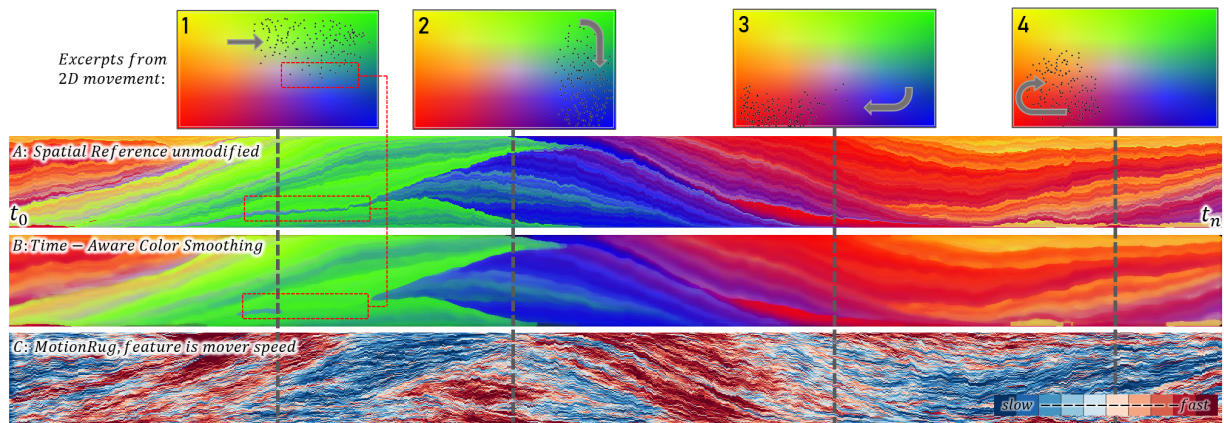 Excerpts from
2D movement:
1
2
3
4
A: Spatial Reference unmodified
t0
tn
B:Time − Aware Color Smoothing
C: MotionRug, feature is mover speed
slow
fast